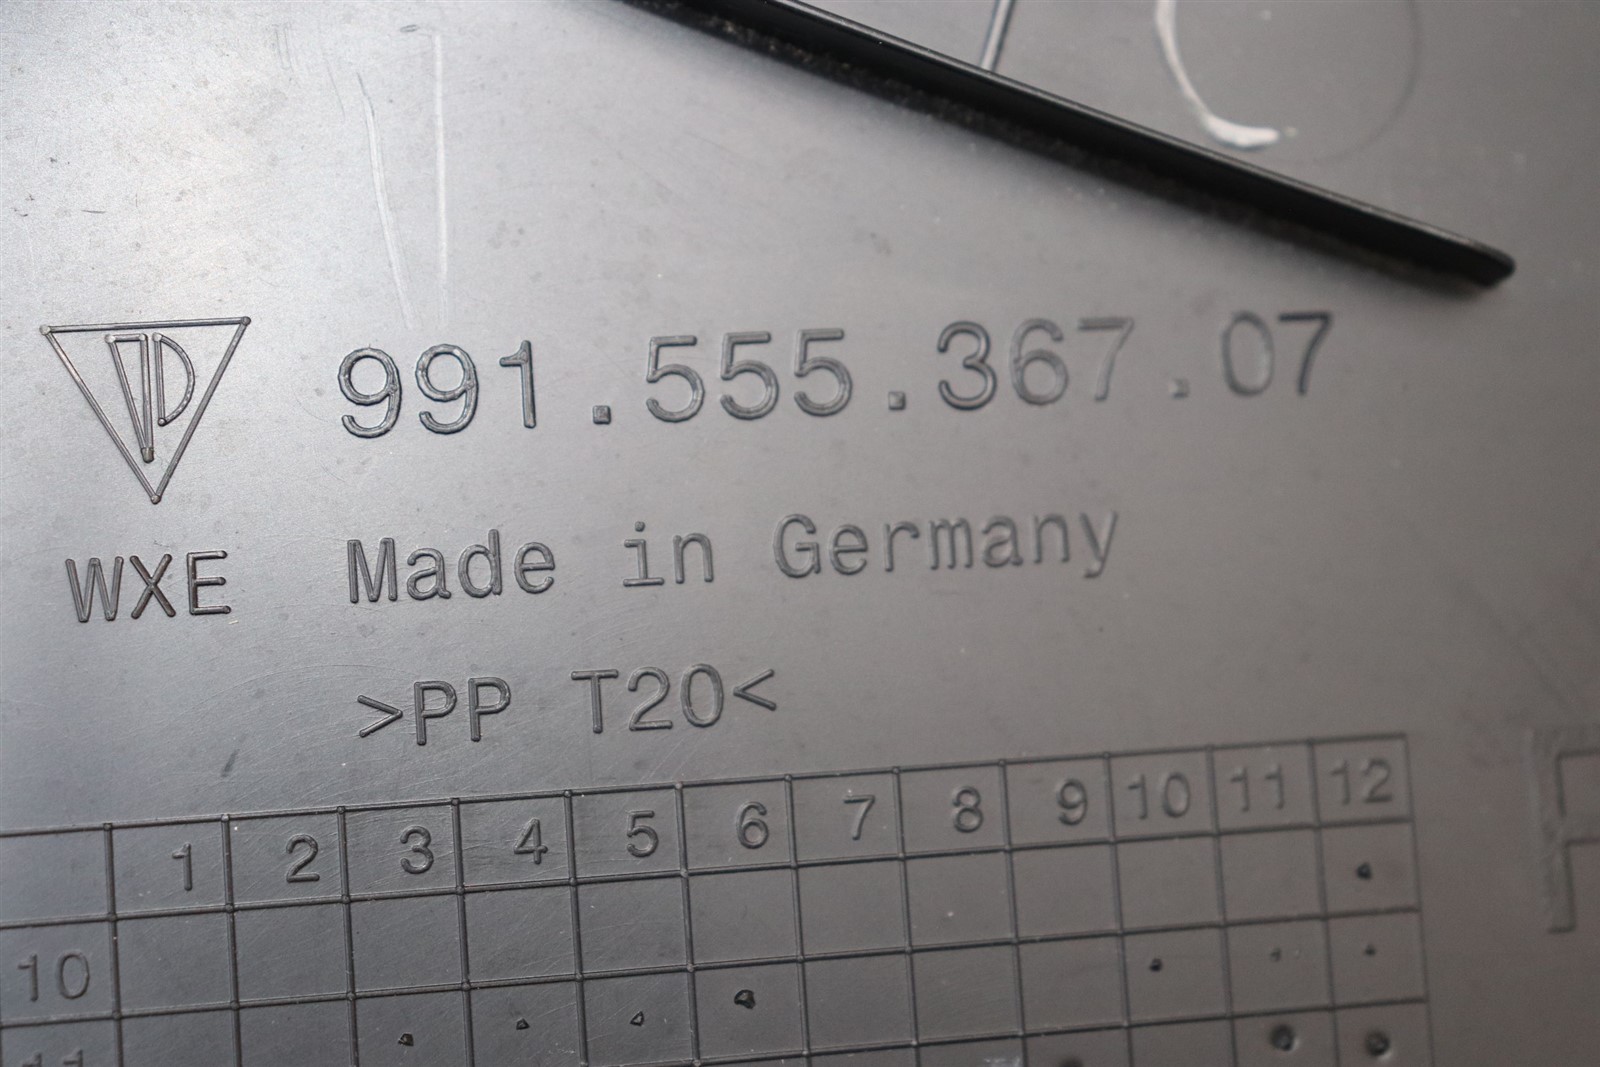 991.555.367.07
WXE Made in Germany
>PP T20<
1 2 3 4 5 6 7 8 9 10 11 12
10
11